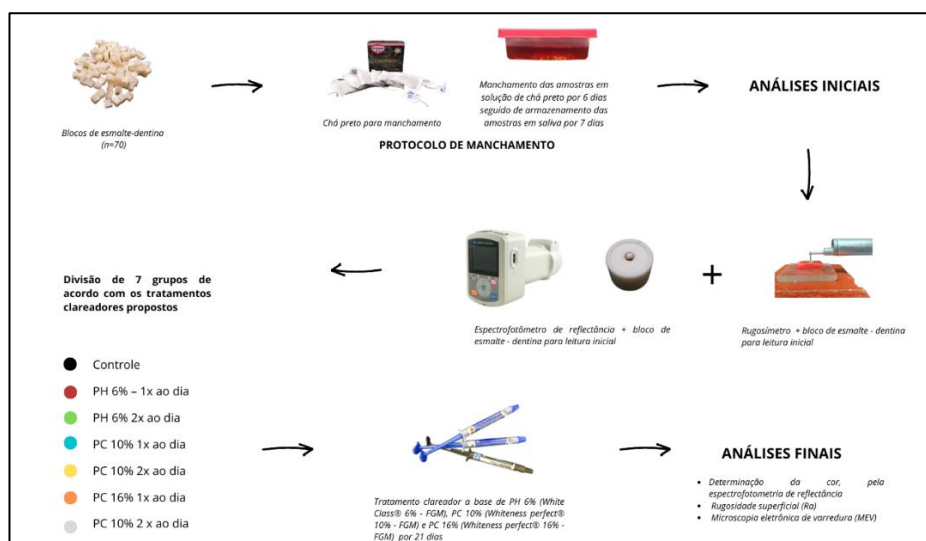 Blocos de esmalte-dentina
(n=70)
Chá preto para manchamento
Manchamento das amostras em
solução de chá preto por 6 dias
seguido de armazenamento das
amostras em saliva por 7 dias
PROTOCOLO DE MANCHAMENTO
ANÁLISES INICIAIS
Rugosímetro + bloco de esmalte - dentina
para leitura inicial
+
Espectrofotômetro de reflectância + bloco de
esmalte - dentina para leitura inicial
Divisão de 7 grupos de
acordo com os tratamentos
clareadores propostos
Controle
PH 6% – 1x ao dia
PH 6% 2x ao dia
PC 10% 1x ao dia
PC 10% 2x ao dia
PC 16% 1x ao dia
PC 10% 2 x ao dia
Tratamento clareador a base de PH 6% (White
Class® 6% - FGM), PC 10% (Whiteness perfect®
10% - FGM) e PC 16% (Whiteness perfect® 16% -
FGM) por 21 dias
ANÁLISES FINAIS
▪ Determinação da cor, pela
espectrofotometria de reflectância
▪ Rugosidade superficial (Ra)
▪ Microscopia eletrônica de varredura (MEV)